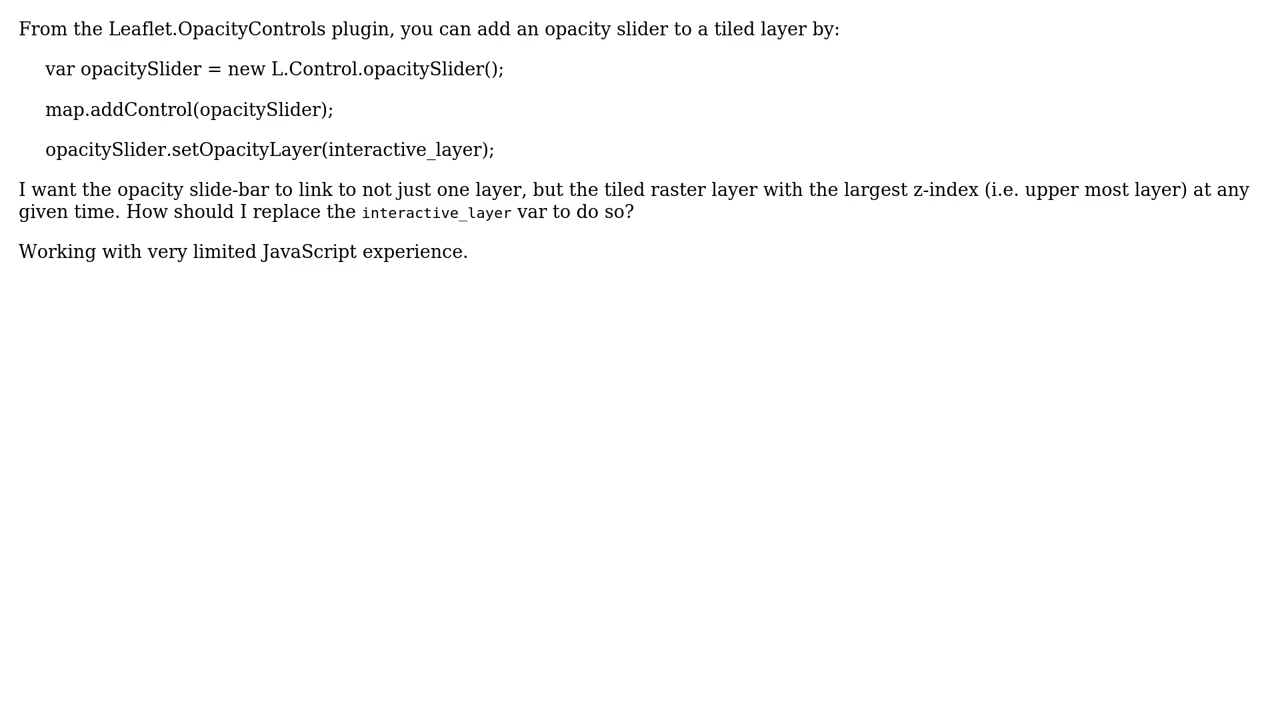 From the Leaflet.OpacityControls plugin, you can add an opacity slider to a tiled layer by:
var opacitySlider = new L.Control.opacitySlider();
map.addControl(opacitySlider);
opacitySlider.setOpacityLayer(interactive_layer);
I want the opacity slide-bar to link to not just one layer, but the tiled raster layer with the largest z-index (i.e. upper most layer) at any
given time. How should I replace the interactive_layer var to do so?
Working with very limited JavaScript experience.